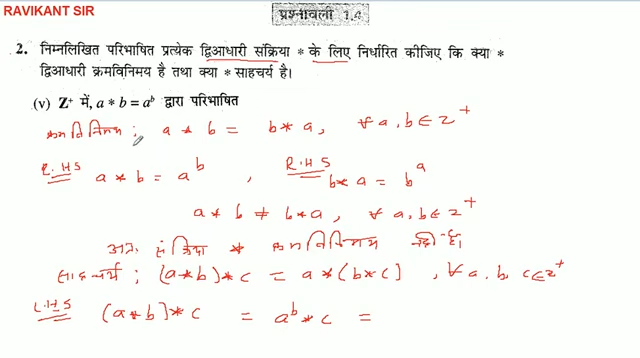 RAVIKANT SIR
प्रश्नावली 1.4
2. निम्नलिखित परिभाषित प्रत्येक द्विआधारी संक्रिया * के लिए निर्धारित कीजिए कि क्या *
द्विआधारी क्रमविनिमय है तथा क्या * साहचर्य है।
(v) Z⁺ में, a * b = aᵇ द्वारा परिभाषित
क्रमविनिमय ; a * b = b * a , ∀ a, b ∈ z⁺
R.H.S a * b = aᵇ , R.H.S b * a = bᵃ
a * b ≠ b * a , ∀ a, b ∈ z⁺
अतः संक्रिया * क्रमविनिमय नहीं है।
साहचर्य ; (a * b) * c = a * (b * c) , ∀ a, b, c ∈ z⁺
L.H.S (a * b) * c = aᵇ * c =